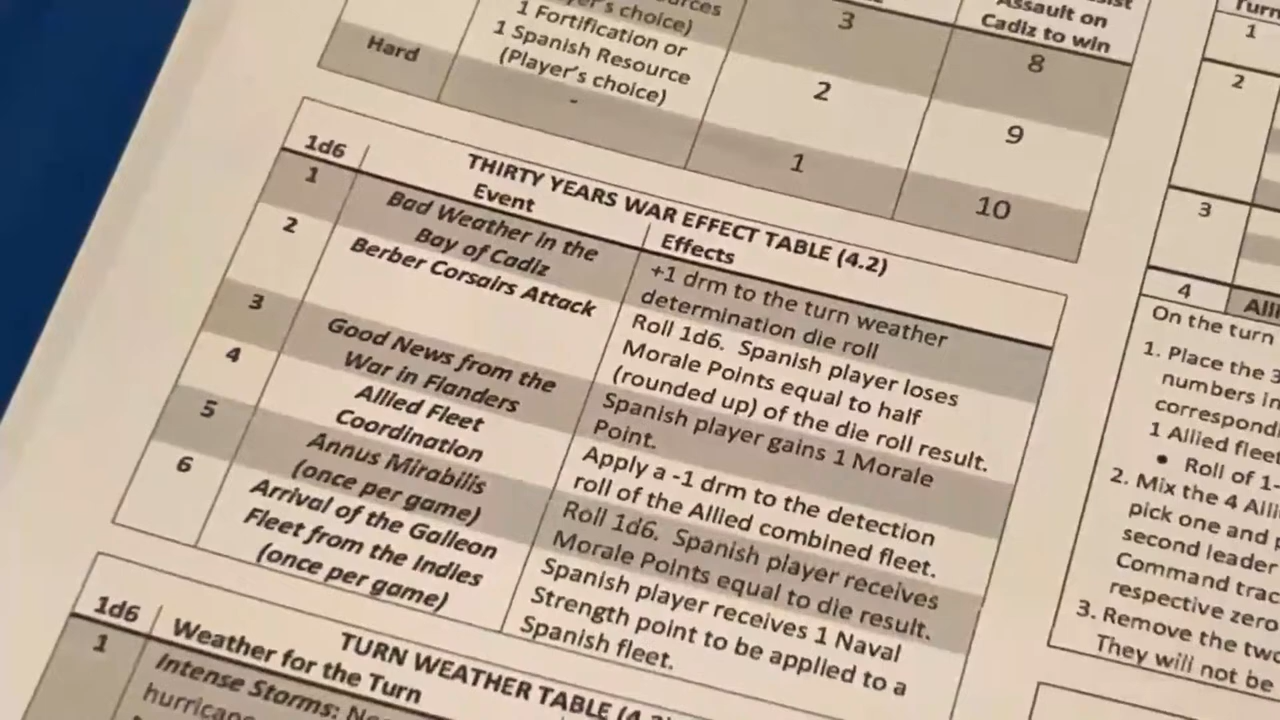 Assault on
Cadiz to win
Hard
1 Fortification or
1 Spanish Resource
(Player's choice)
-
3
8
2
9
1
10
1d6
THIRTY YEARS WAR EFFECT TABLE (4.2)
Event
Effects
1
Bad Weather in the
Bay of Cadiz
+1 drm to the turn weather
determination die roll
2
Berber Corsairs Attack
Roll 1d6. Spanish player loses
Morale Points equal to half
(rounded up) of the die roll result.
3
Good News from the
War in Flanders
Spanish player gains 1 Morale
Point.
4
Allied Fleet
Coordination
Apply a -1 drm to the detection
roll of the Allied combined fleet.
5
Annus Mirabilis
(once per game)
Roll 1d6. Spanish player receives
Morale Points equal to die result.
6
Arrival of the Galleon
Fleet from the Indies
(once per game)
Spanish player receives 1 Naval
Strength point to be applied to a
Spanish fleet.
1d6
TURN WEATHER TABLE
Weather for the Turn
1
Intense Storms:
1
2
3
4
On the turn
1. Place the
numbers in
1 Allied
• Roll of
2. Mix the 4
pick one and
second leader
Command
respective zero
3. Remove the
They will not be